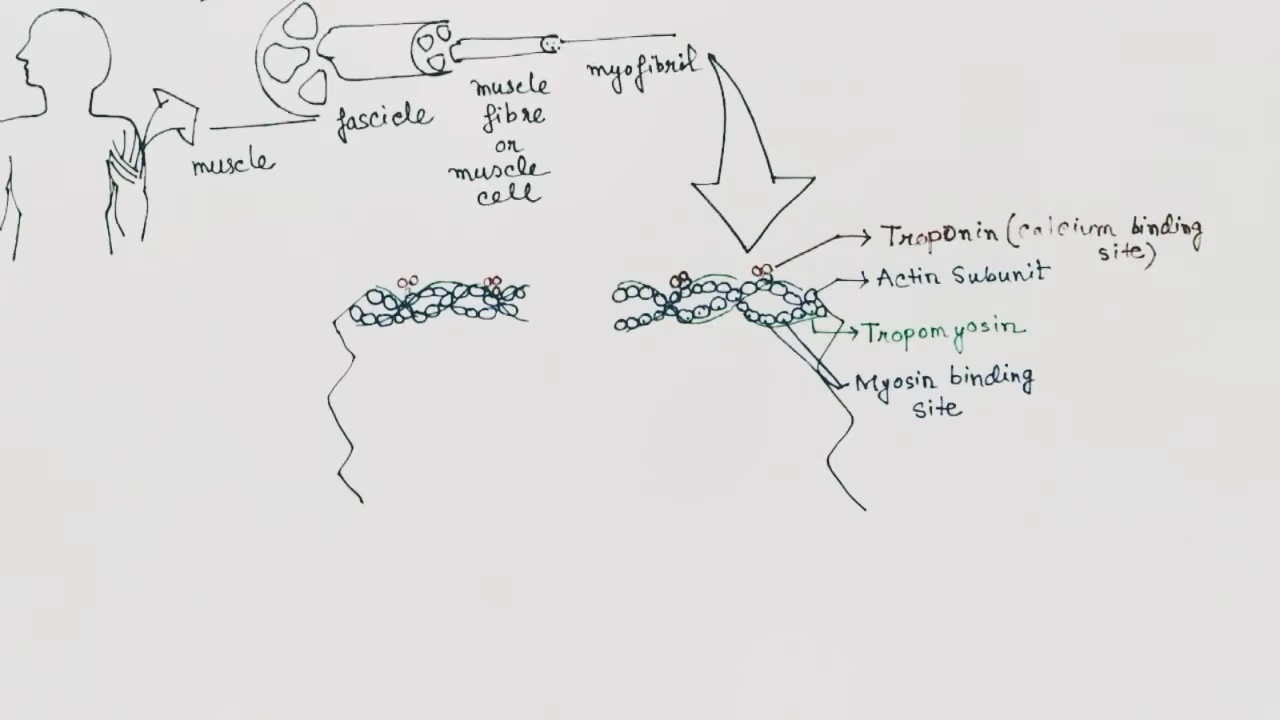 muscle
fascicle
muscle
fibre
or
muscle
cell
myofibril
Troponin (calcium binding
site)
Actin Subunit
Tropomyosin
Myosin binding
site